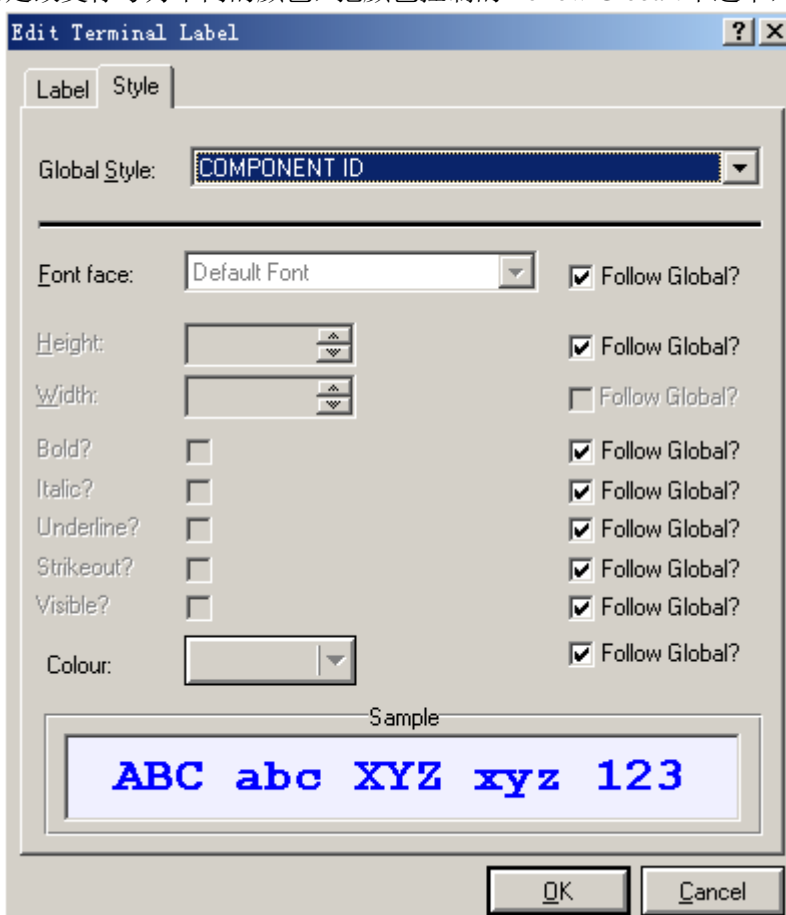 Edit Terminal Label
Label Style
Global Style: COMPONENT ID
Font face: Default Font Follow Global?
Height: Follow Global?
Width: Follow Global?
Bold? Follow Global?
Italic? Follow Global?
Underline? Follow Global?
Strikeout? Follow Global?
Visible? Follow Global?
Colour: Follow Global?
Sample
ABC abc XYZ xyz 123
OK Cancel